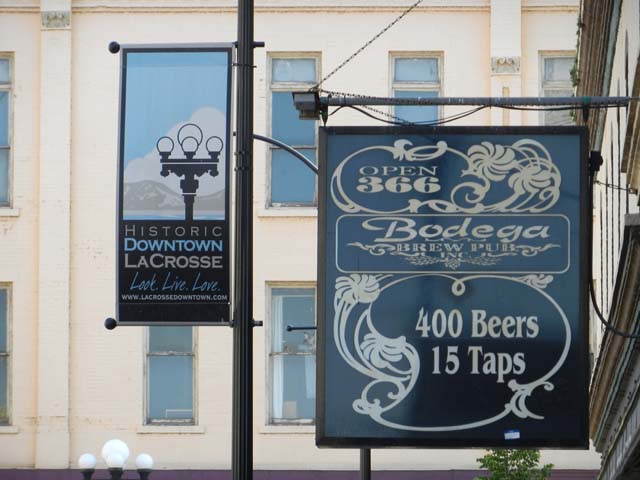 HISTORIC
DOWNTOWN
LACROSSE
Look. Live. Love.
WWW.LACROSSEDOWNTOWN.COM
OPEN
366
Bodega
BREW PUB
INC.
400 Beers
15 Taps